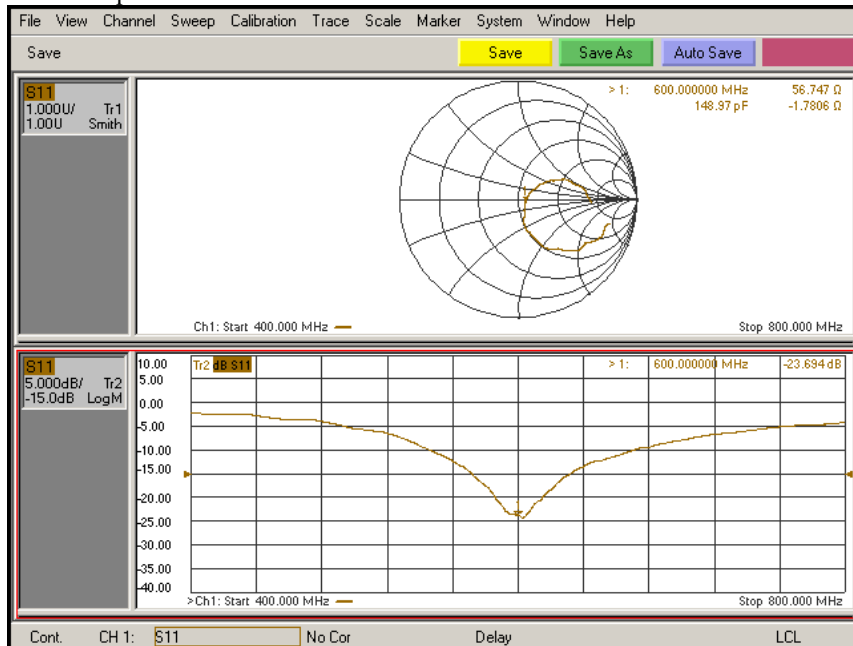 File View Channel Sweep Calibration Trace Scale Marker System Window Help
Save Save Save As Auto Save
S11
1.000U/ Tr1
1.00U Smith
> 1: 600.000000 MHz 56.747 Ω
148.97 pF -1.7806 Ω
Ch1: Start 400.000 MHz Stop 800.000 MHz
S11
5.000dB/ Tr2
-15.0dB LogM
Tr2 dB S11
> 1: 600.000000 MHz -23.694 dB
10.00
5.00
0.00
-5.00
-10.00
-15.00
-20.00
-25.00
-30.00
-35.00
-40.00
>Ch1: Start 400.000 MHz Stop 800.000 MHz
Cont. CH 1: S11 No Cor Delay LCL